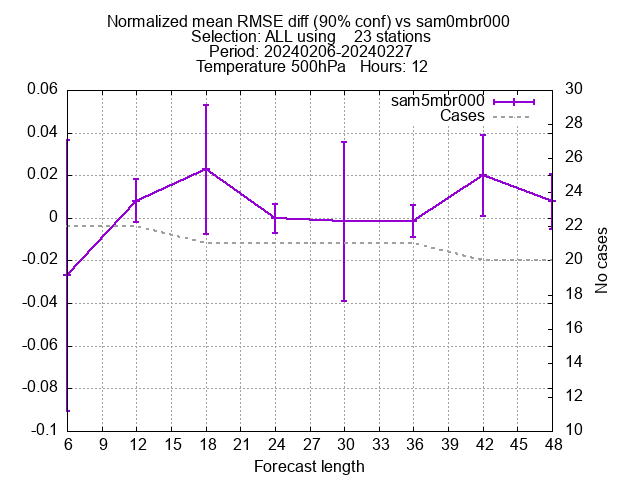 Normalized mean RMSE diff (90% conf) vs sam0mbr000
Selection: ALL using    23 stations
Period: 20240206-20240227
Temperature 500hPa   Hours: 12
sam5mbr000
Cases
0.06
0.04
0.02
0
-0.02
-0.04
-0.06
-0.08
-0.1
30
28
26
24
22
20
18
16
14
12
10
No cases
6 9 12 15 18 21 24 27 30 33 36 39 42 45 48
Forecast length